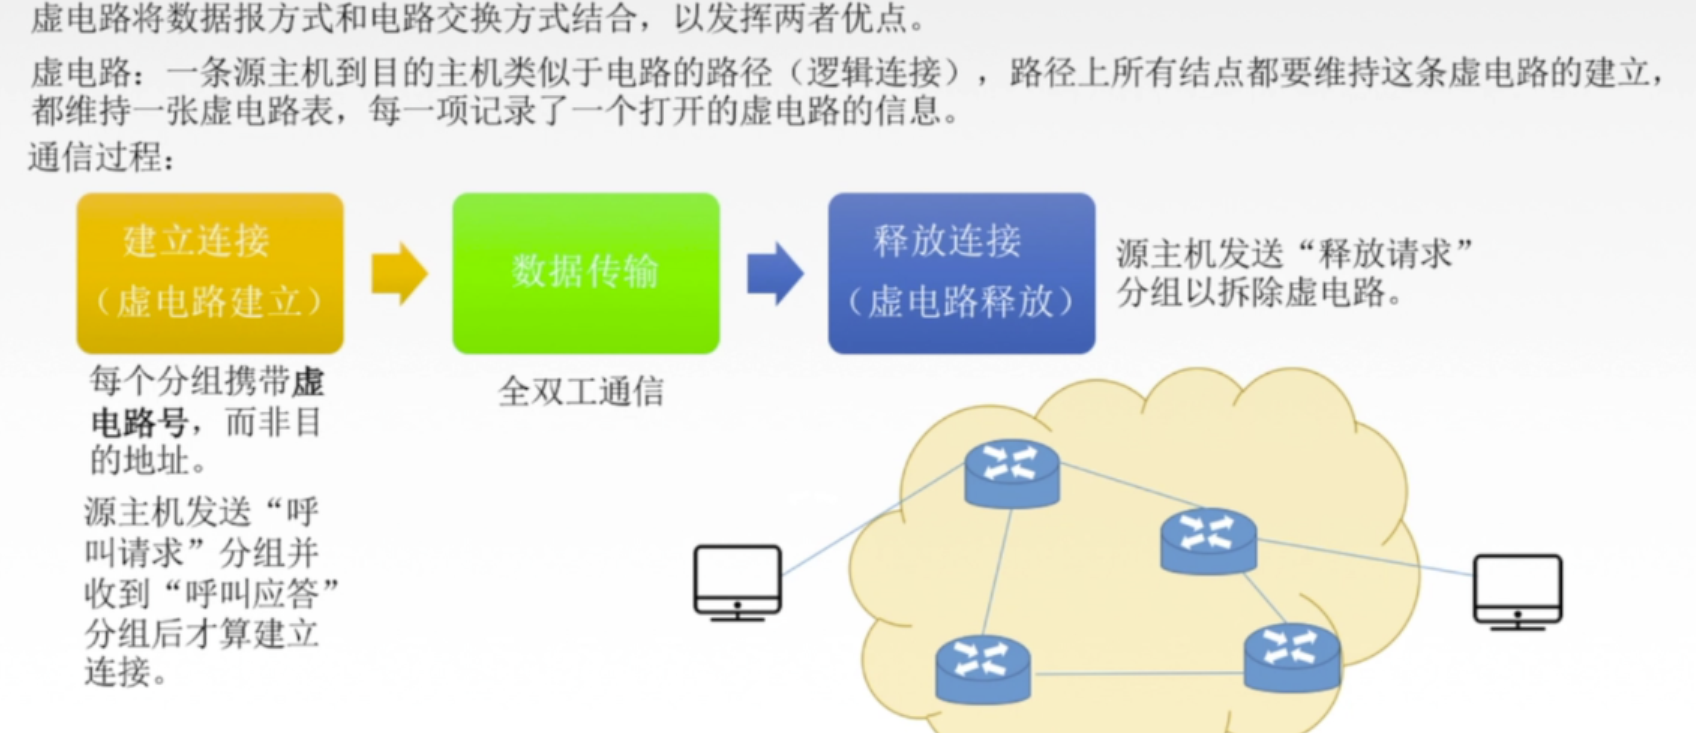 虚电路将数据报方式和电路交换方式结合，以发挥两者优点。
虚电路：一条源主机到目的主机类似于电路的路径（逻辑连接），路径上所有结点都要维持这条虚电路的建立，
都维持一张虚电路表，每一项记录了一个打开的虚电路的信息。
通信过程：
建立连接
（虚电路建立）
数据传输
释放连接
（虚电路释放）
源主机发送“释放请求”
分组以拆除虚电路。
每个分组携带虚
电路号，而非目
的地址。
全双工通信
源主机发送“呼
叫请求”分组并
收到“呼叫应答”
分组后才算建立
连接。